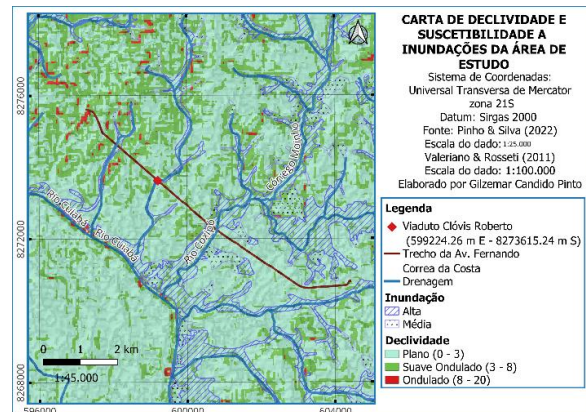 CARTA DE DECLIVIDADE E
SUSCETIBILIDADE A
INUNDAÇÕES DA ÁREA DE
ESTUDO
Sistema de Coordenadas:
Universal Transversa de Mercator
zona 21S
Datum: Sirgas 2000
Fonte: Pinho & Silva (2022)
Escala do dado: 1:25.000
Valeriano & Rosseti (2011)
Escala do dado: 1:100.000
Elaborado por Gilzemar Candido Pinto
Legenda
Viaduto Clóvis Roberto
(599224.26 m E - 8273615.24 m S)
Trecho da Av. Fernando
Correa da Costa
Drenagem
Inundação
Alta
Média
Declividade
Plano (0 - 3)
Suave Ondulado (3 - 8)
Ondulado (8 - 20)
8276000
8272000
8268000
596000
600000
604000
Rio Cuiabá
Rio Cuiabá
Rio Coxipó
Córrego Moinho
0 1 2 km
1:45.000